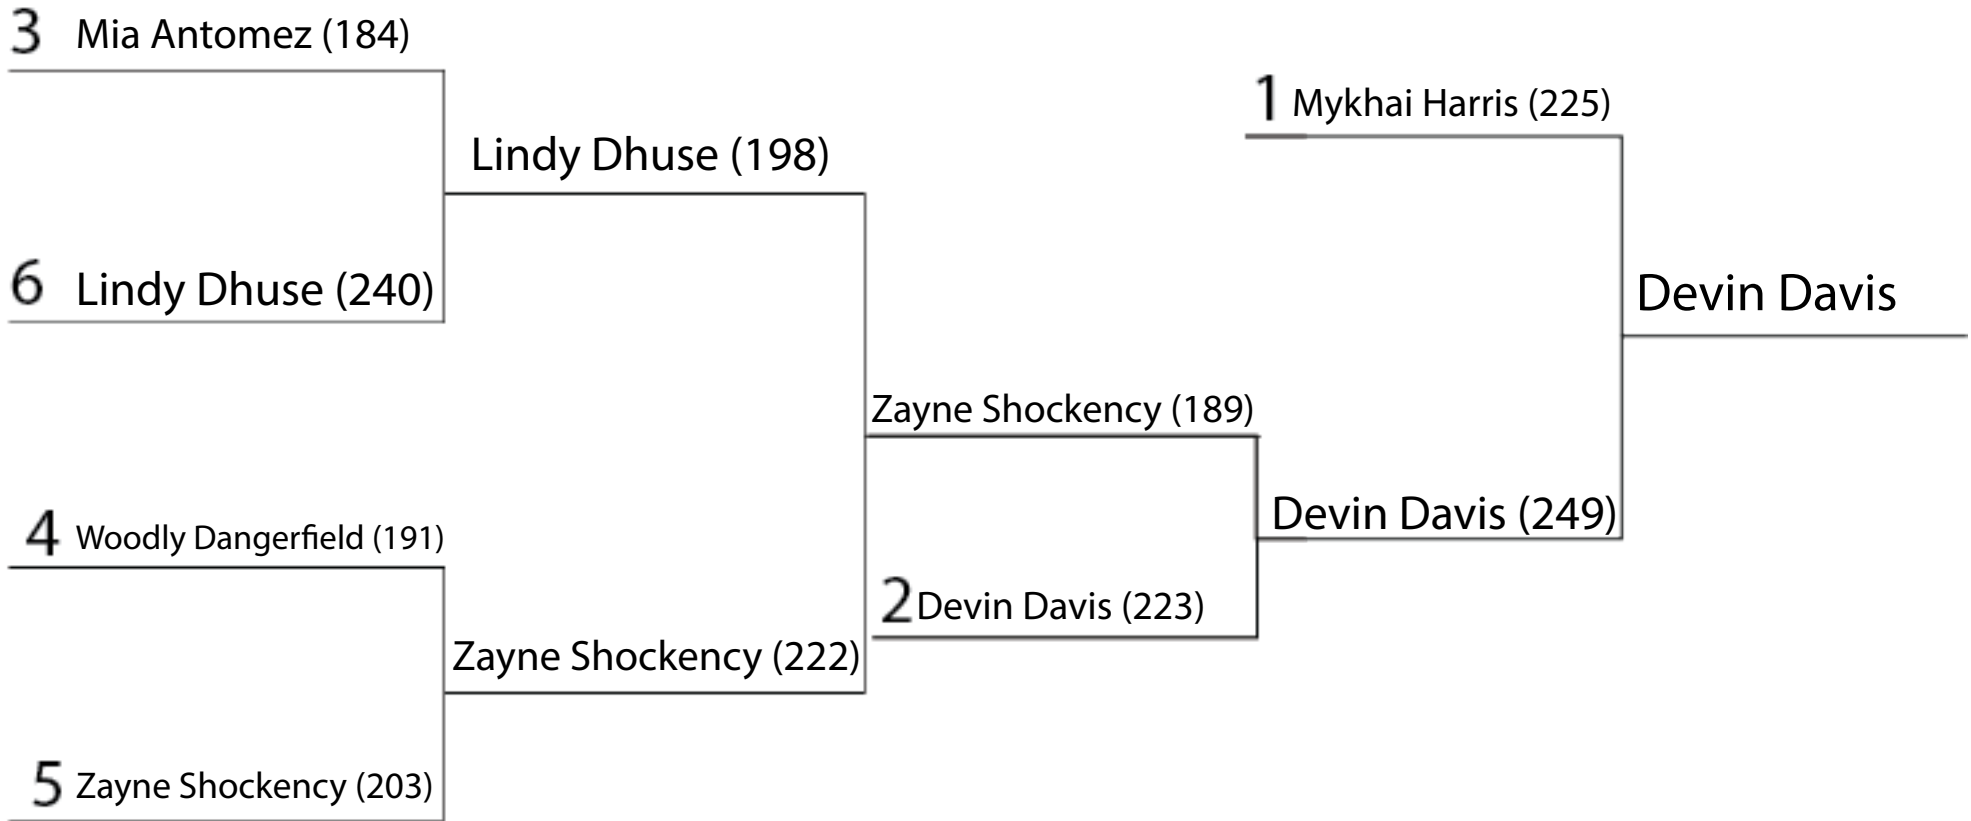 3 Mia Antomez (184)
1 Mykhai Harris (225)
Lindy Dhuse (198)
6 Lindy Dhuse (240)
Devin Davis
Zayne Shockency (189)
Devin Davis (249)
4 Woodly Dangerfield (191)
2 Devin Davis (223)
Zayne Shockency (222)
5 Zayne Shockency (203)